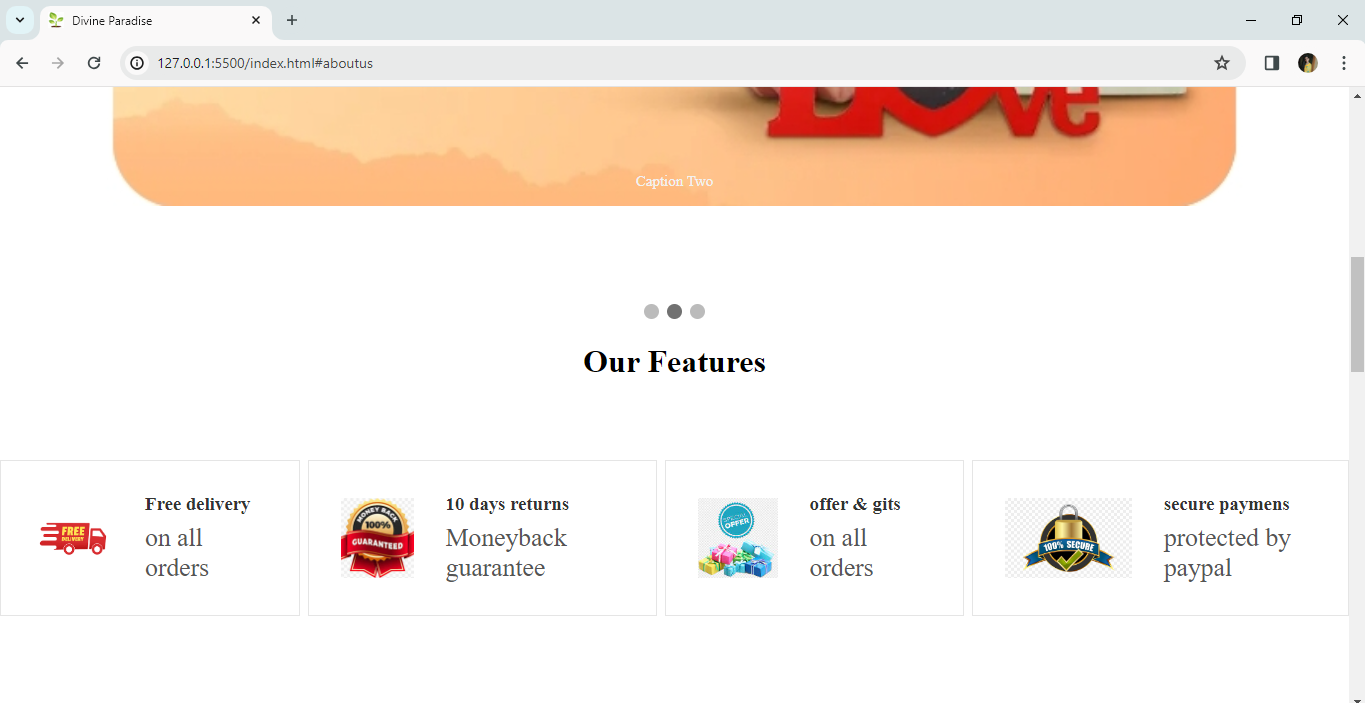 Divine Paradise
127.0.0.1:5500/index.html#aboutus
Love
Caption Two
Our Features
FREE
DELIVERY
Free delivery
on all
orders
MONEY BACK
100%
GUARANTEED
10 days returns
Moneyback
guarantee
SPECIAL
OFFER
offer & gits
on all
orders
100% SECURE
secure paymens
protected by
paypal